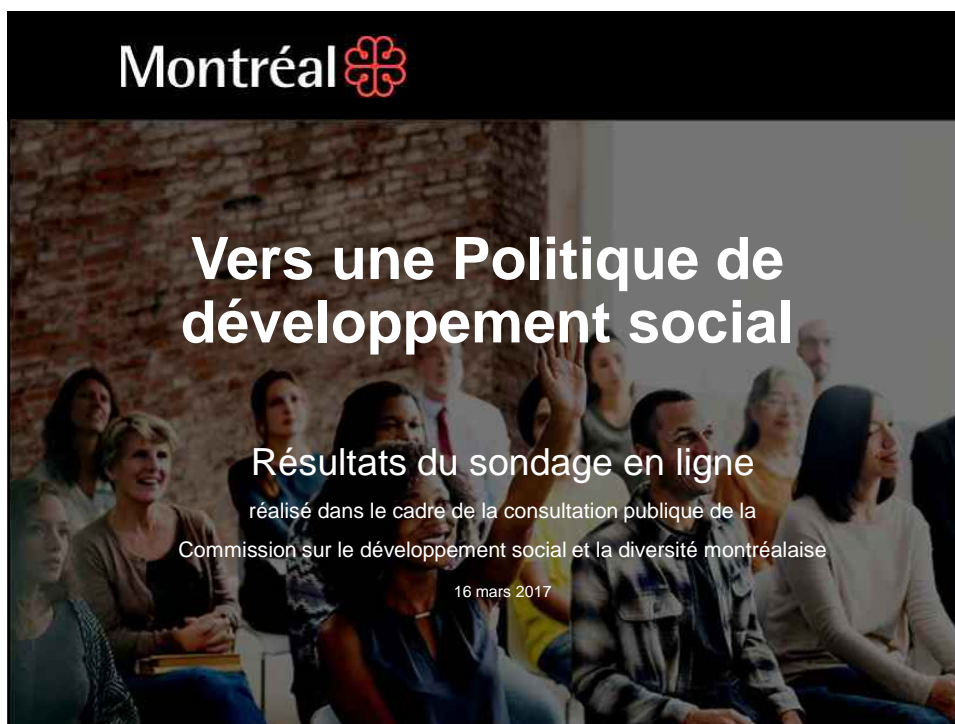 Montréal
Vers une Politique de
développement social
Résultats du sondage en ligne
réalisé dans le cadre de la consultation publique de la
Commission sur le développement social et la diversité montréalaise
16 mars 2017